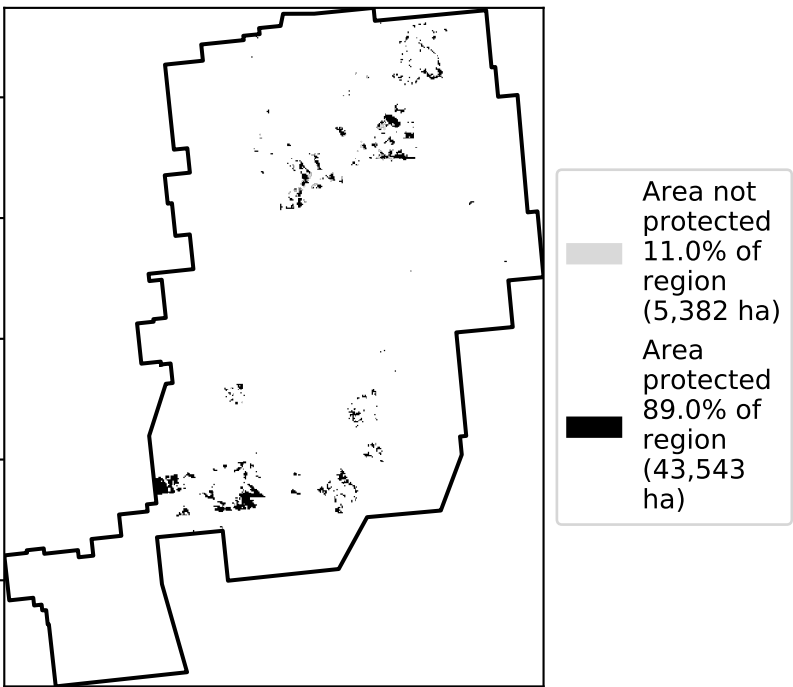 Area not
protected
11.0% of
region
(5,382 ha)
Area
protected
89.0% of
region
(43,543
ha)